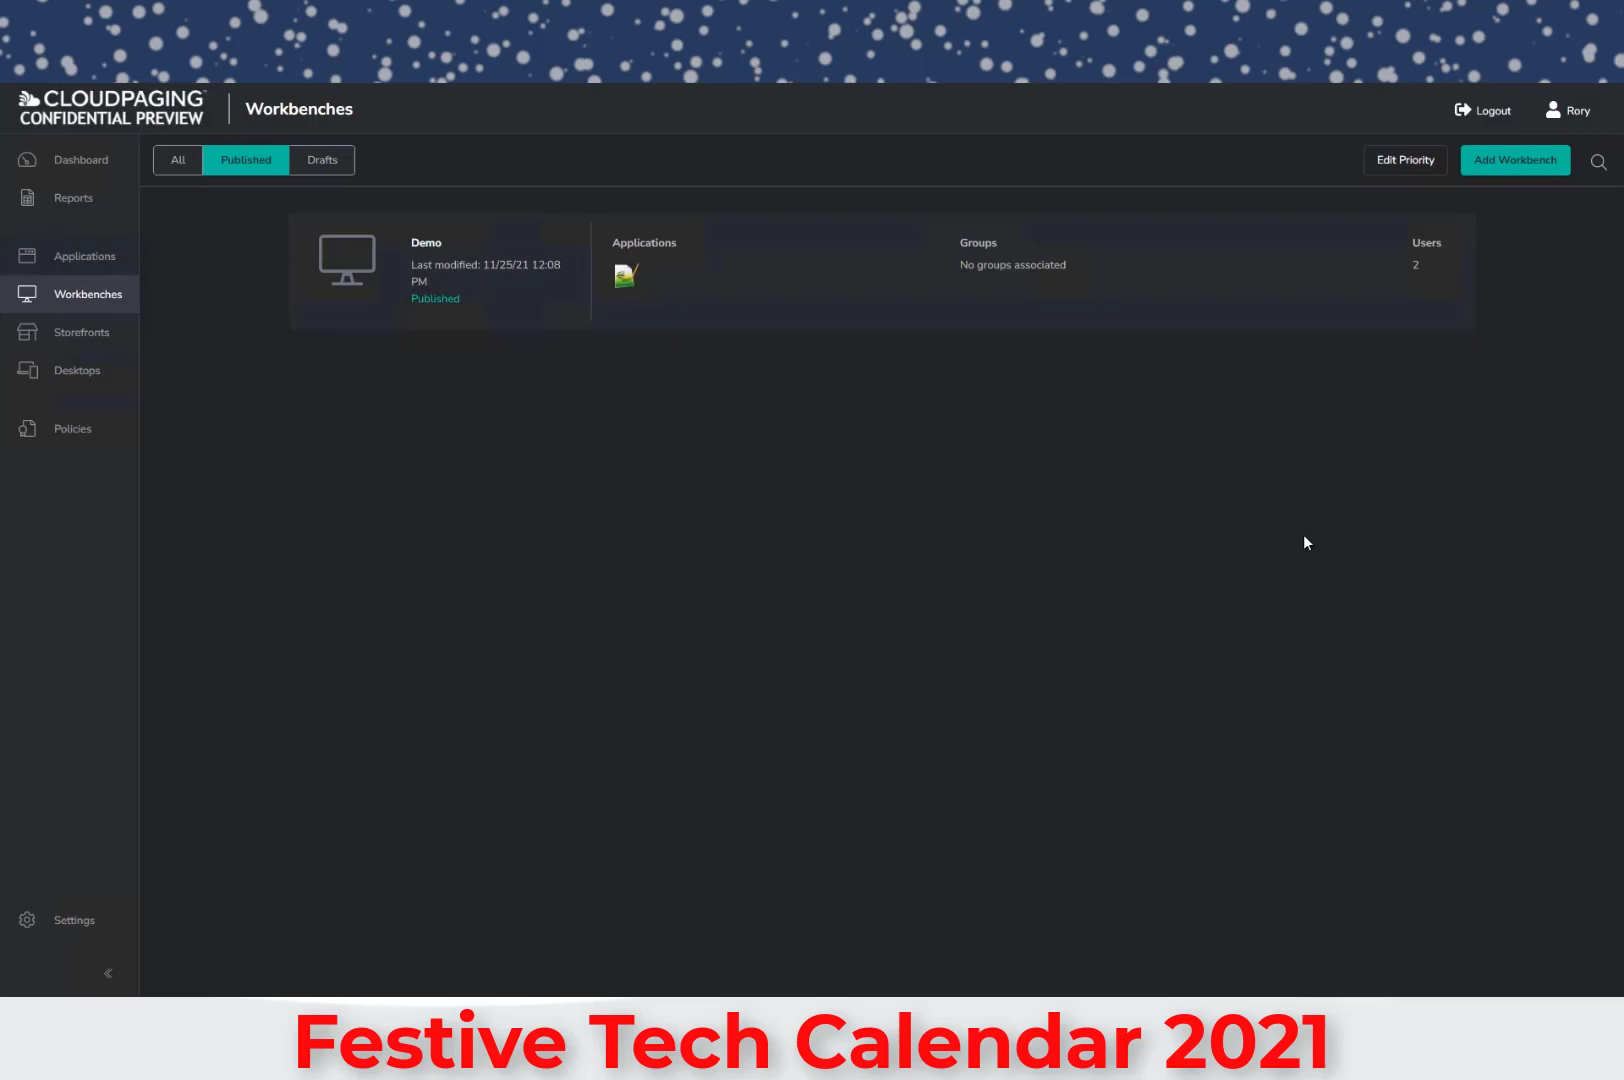 CLOUDPAGING™
CONFIDENTIAL PREVIEW
Workbenches
Logout
Rory
Dashboard
Reports
Applications
Workbenches
Storefronts
Desktops
Policies
Settings
All
Published
Drafts
Edit Priority
Add Workbench
Demo
Last modified: 11/25/21 12:08
PM
Published
Applications
Groups
No groups associated
Users
2
Festive Tech Calendar 2021